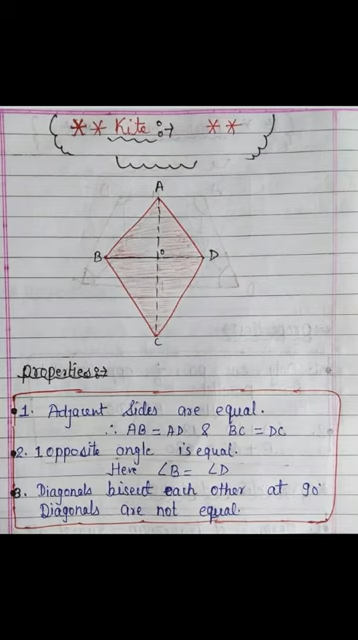 ** Kite :→ **
A
B O D
C
Properties :→
1. Adjacent Sides are equal.
∴ AB = AD & BC = DC
2. 1 opposite angle is equal.
Here ∠B = ∠D
3. Diagonals bisect each other at 90°
Diagonals are not equal.